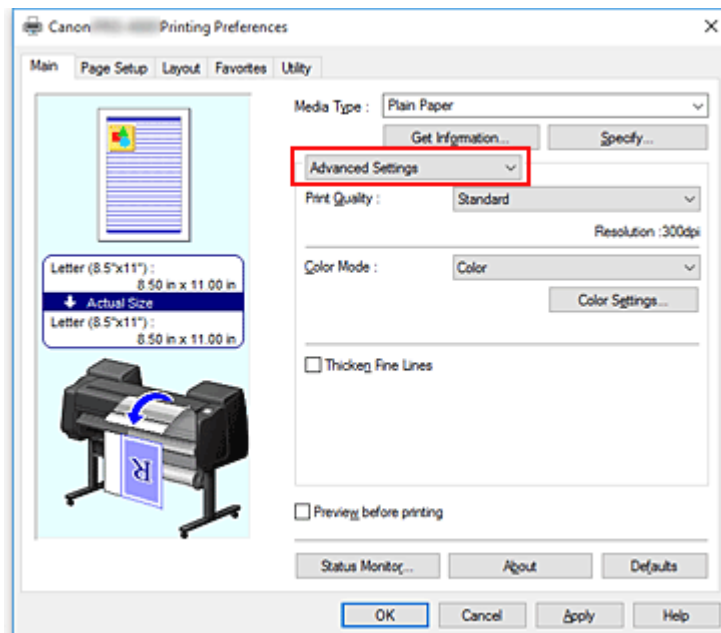 Canon Printing Preferences
Main Page Setup Layout Favorites Utility
Media Type : Plain Paper
Get Information... Specify...
Advanced Settings
Print Quality : Standard
Resolution :300dpi
Letter (8.5"x11") :
8.50 in x 11.00 in
Actual Size
Letter (8.5"x11") :
8.50 in x 11.00 in
Color Mode : Color
Color Settings...
Thicken Fine Lines
R
Preview before printing
Status Monitor... About Defaults
OK Cancel Apply Help